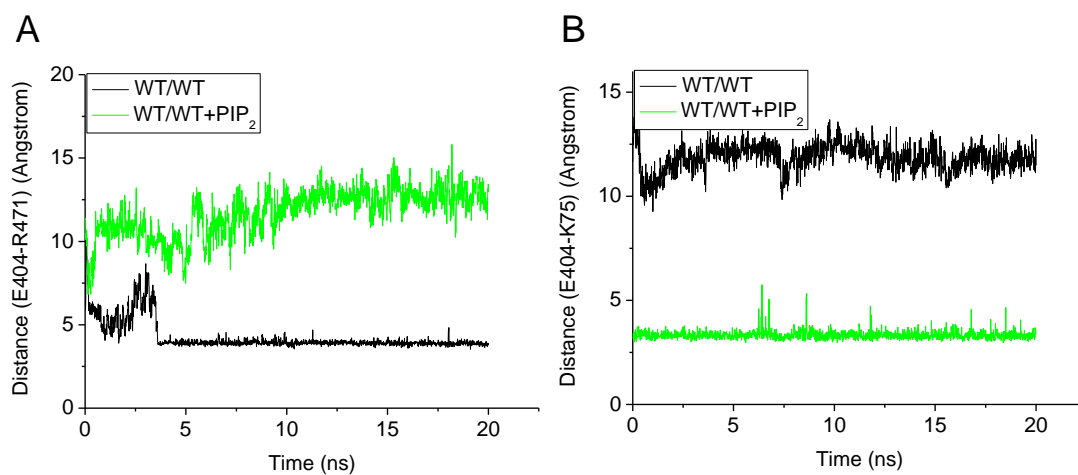 A
20
15
10
5
0
0 5 10 15 20
Time (ns)
Distance (E404-R471) (Angstrom)
WT/WT
WT/WT+PIP2
B
15
10
5
0
0 5 10 15 20
Time (ns)
Distance (E404-K75) (Angstrom)
WT/WT
WT/WT+PIP2